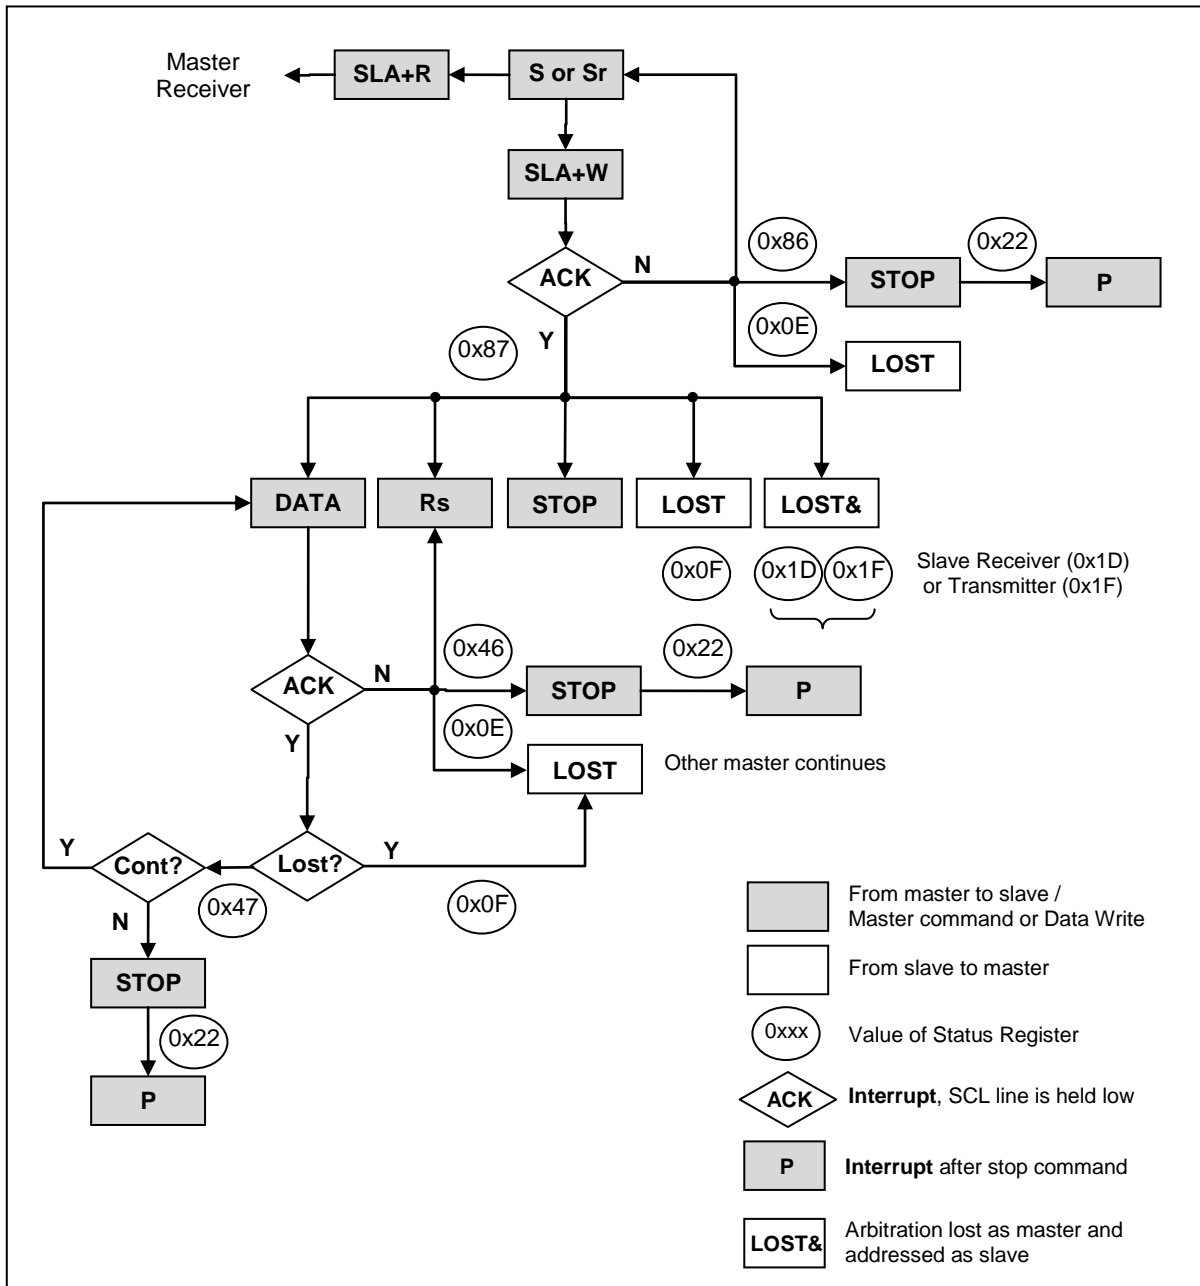 Master
Receiver
SLA+R
S or Sr
SLA+W
ACK
N
0x86
STOP
0x22
P
0x0E
LOST
Y
0x87
DATA
Rs
STOP
LOST
LOST&
0x0F
0x1D
0x1F
Slave Receiver (0x1D)
or Transmitter (0x1F)
ACK
N
0x46
STOP
0x22
P
0x0E
LOST
Other master continues
Y
Lost?
Y
0x0F
Cont?
Y
0x47
N
STOP
0x22
P
From master to slave /
Master command or Data Write
From slave to master
0xxx
Value of Status Register
ACK
Interrupt, SCL line is held low
P
Interrupt after stop command
LOST&
Arbitration lost as master and
addressed as slave